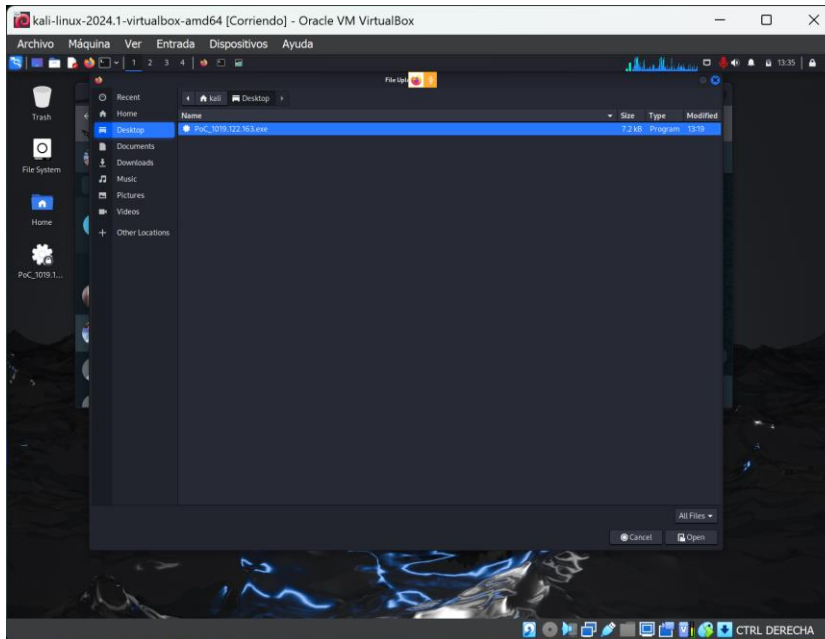 kali-linux-2024.1-virtualbox-amd64 [Corriendo] - Oracle VM VirtualBox
Archivo Máquina Ver Entrada Dispositivos Ayuda
1 2 3 4 13:35
File Upl
Recent
kali Desktop
Home
Name Size Type Modified
Desktop
PoC_1019.122.163.exe 7.2 kB Program 13:19
Documents
Downloads
Music
Pictures
Videos
Other Locations
Trash
File System
Home
PoC_1019.1...
All Files
Cancel Open
CTRL DERECHA